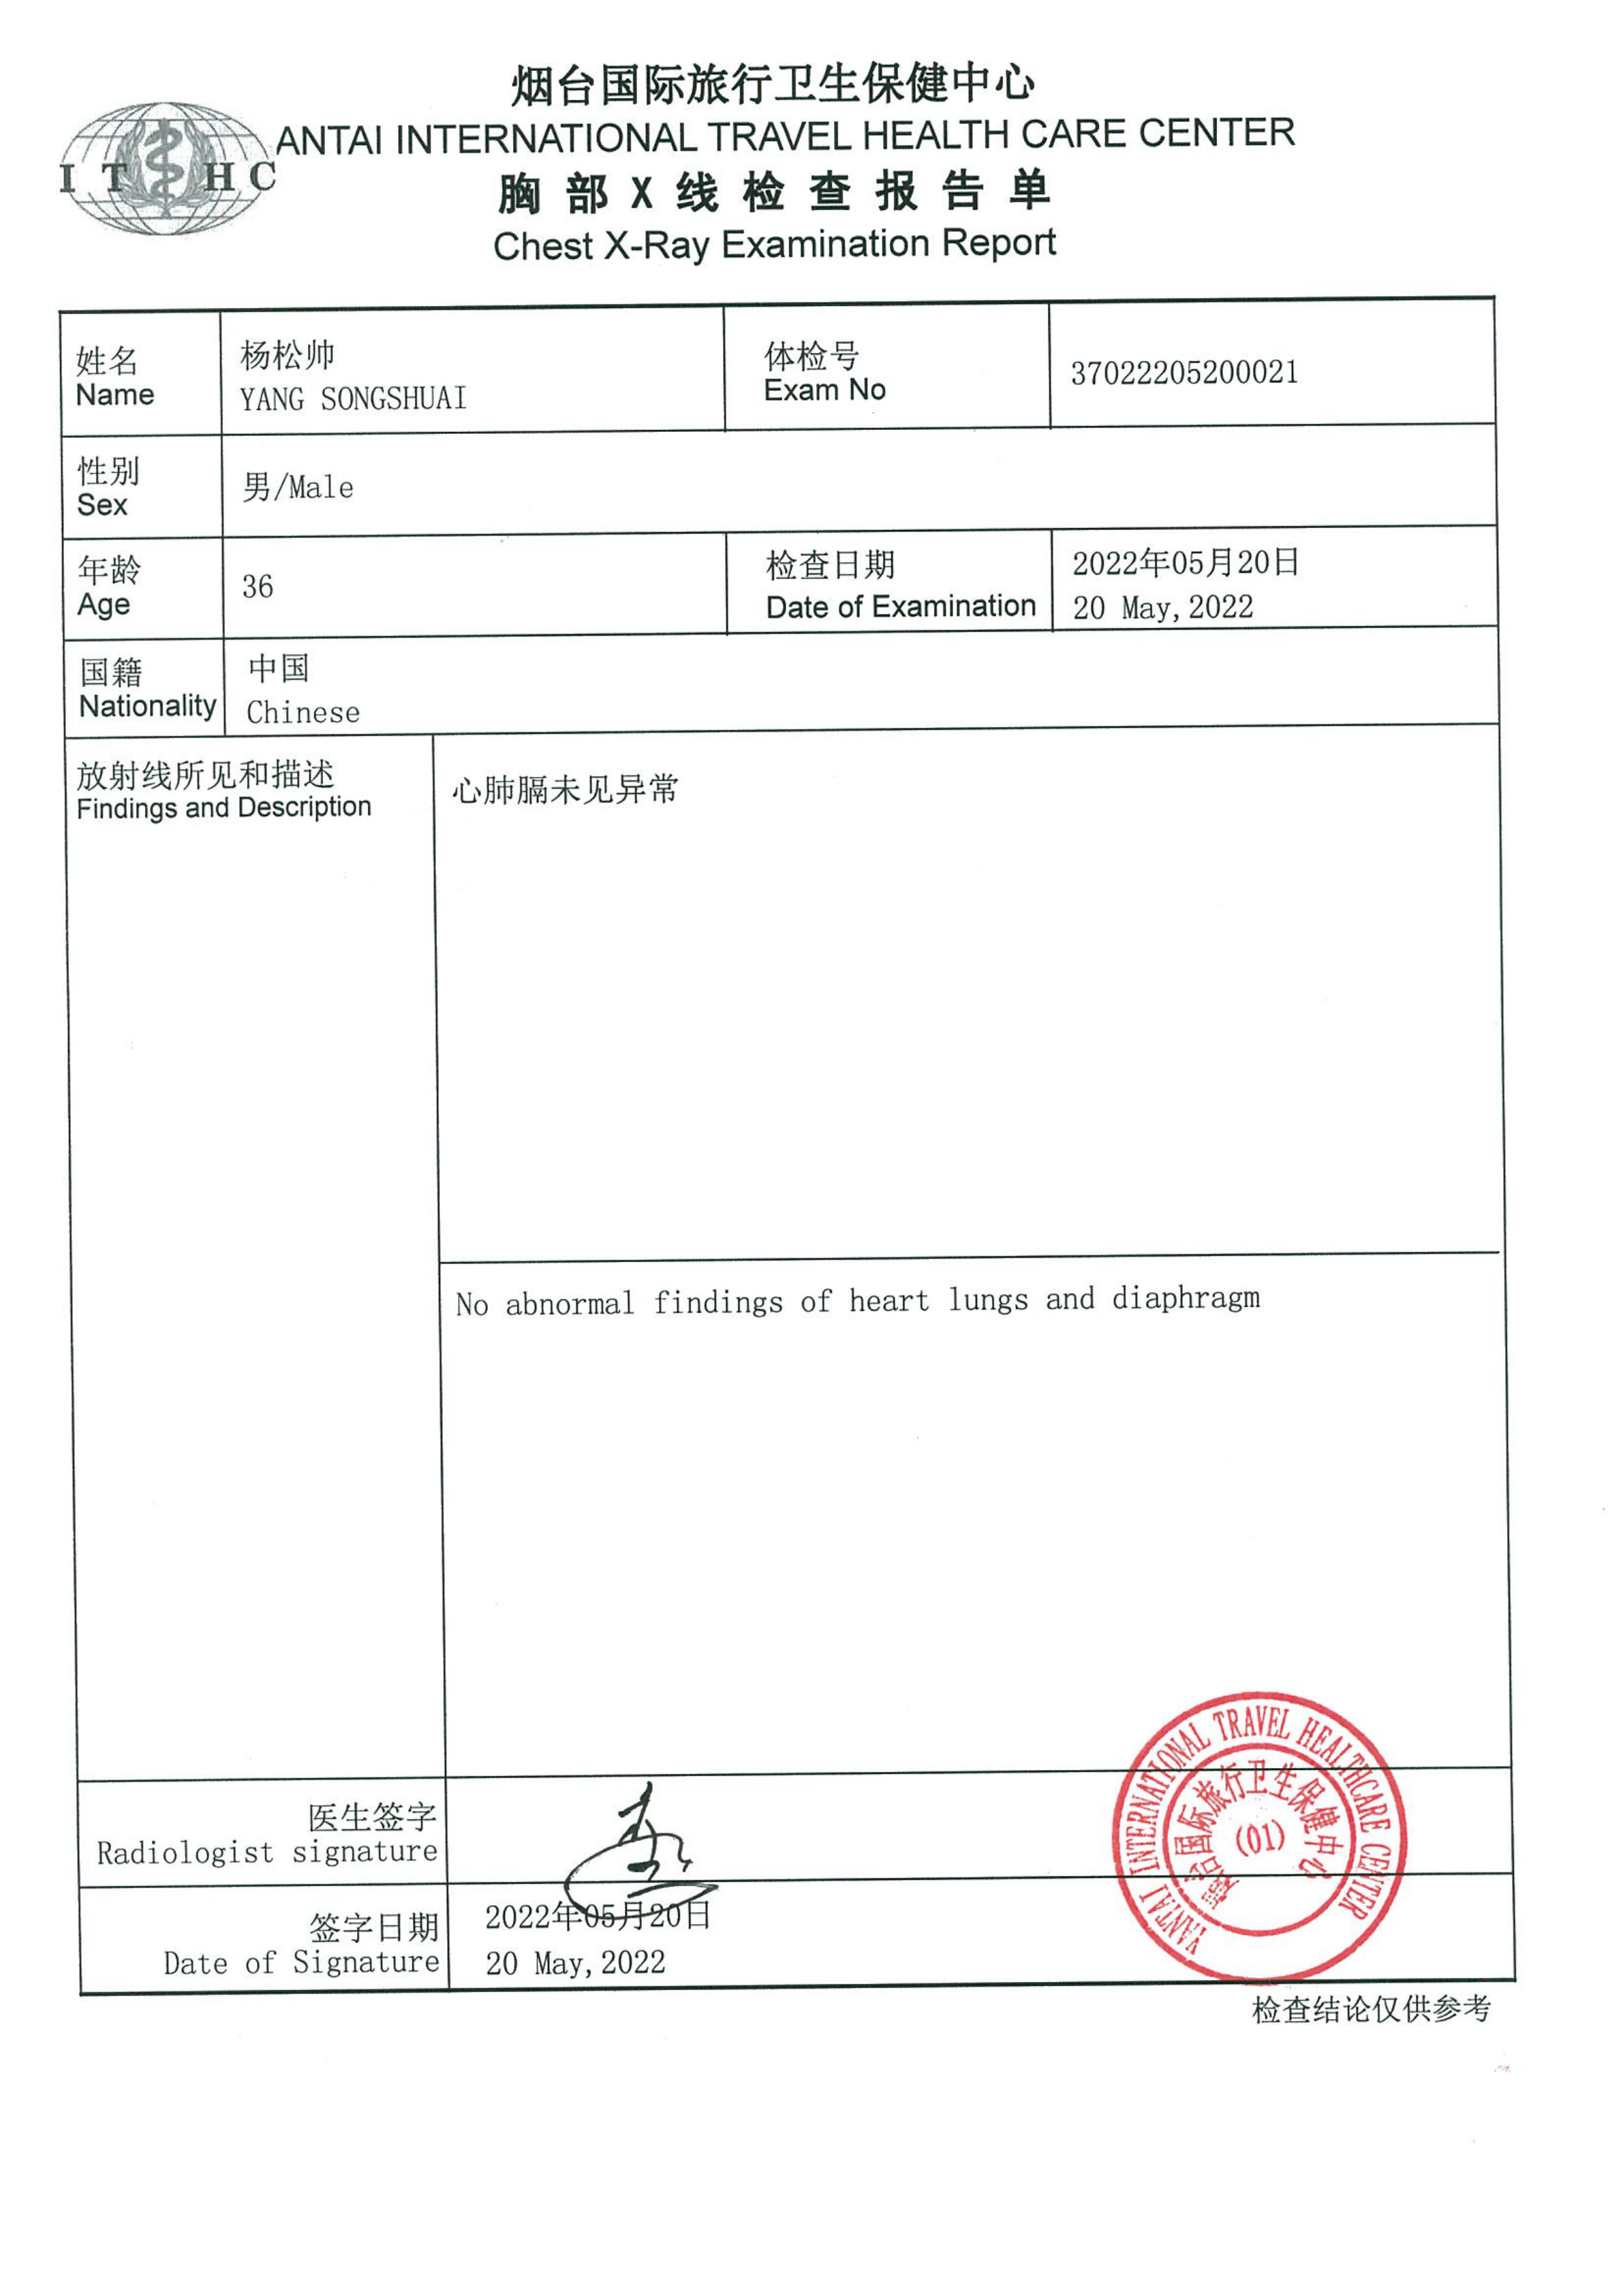 烟台国际旅行卫生保健中心
ITHC
ANTAI INTERNATIONAL TRAVEL HEALTH CARE CENTER
胸部X线检查报告单
Chest X-Ray Examination Report
姓名
Name
杨松帅
YANG SONGSHUAI
体检号
Exam No
37022205200021
性别
Sex
男/Male
年龄
Age
36
检查日期
Date of Examination
2022年05月20日
20 May,2022
国籍
Nationality
中国
Chinese
放射线所见和描述
Findings and Description
心肺膈未见异常
No abnormal findings of heart lungs and diaphragm
医生签字
Radiologist signature
YANTAI INTERNATIONAL TRAVEL HEALTHCARE CENTER
烟台国际旅行卫生保健中心
(01)
签字日期
Date of Signature
2022年05月20日
20 May,2022
检查结论仅供参考